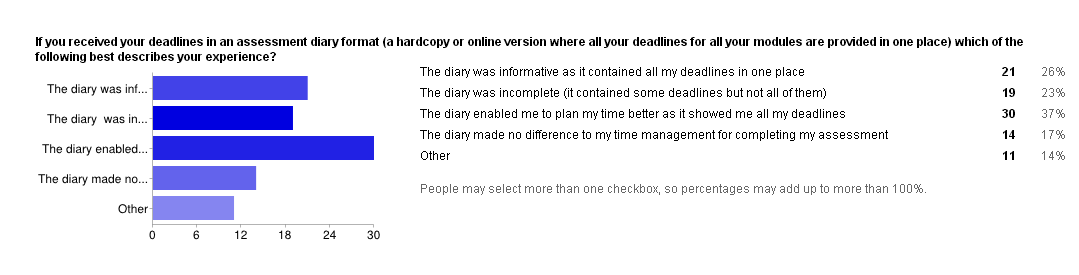 If you received your deadlines in an assessment diary format (a hardcopy or online version where all your deadlines for all your modules are provided in one place) which of the
following best describes your experience?
The diary was inf...
The diary was in...
The diary enabled...
The diary made no...
Other
0 6 12 18 24 30
The diary was informative as it contained all my deadlines in one place 21 26%
The diary was incomplete (it contained some deadlines but not all of them) 19 23%
The diary enabled me to plan my time better as it showed me all my deadlines 30 37%
The diary made no difference to my time management for completing my assessment 14 17%
Other 11 14%
People may select more than one checkbox, so percentages may add up to more than 100%.